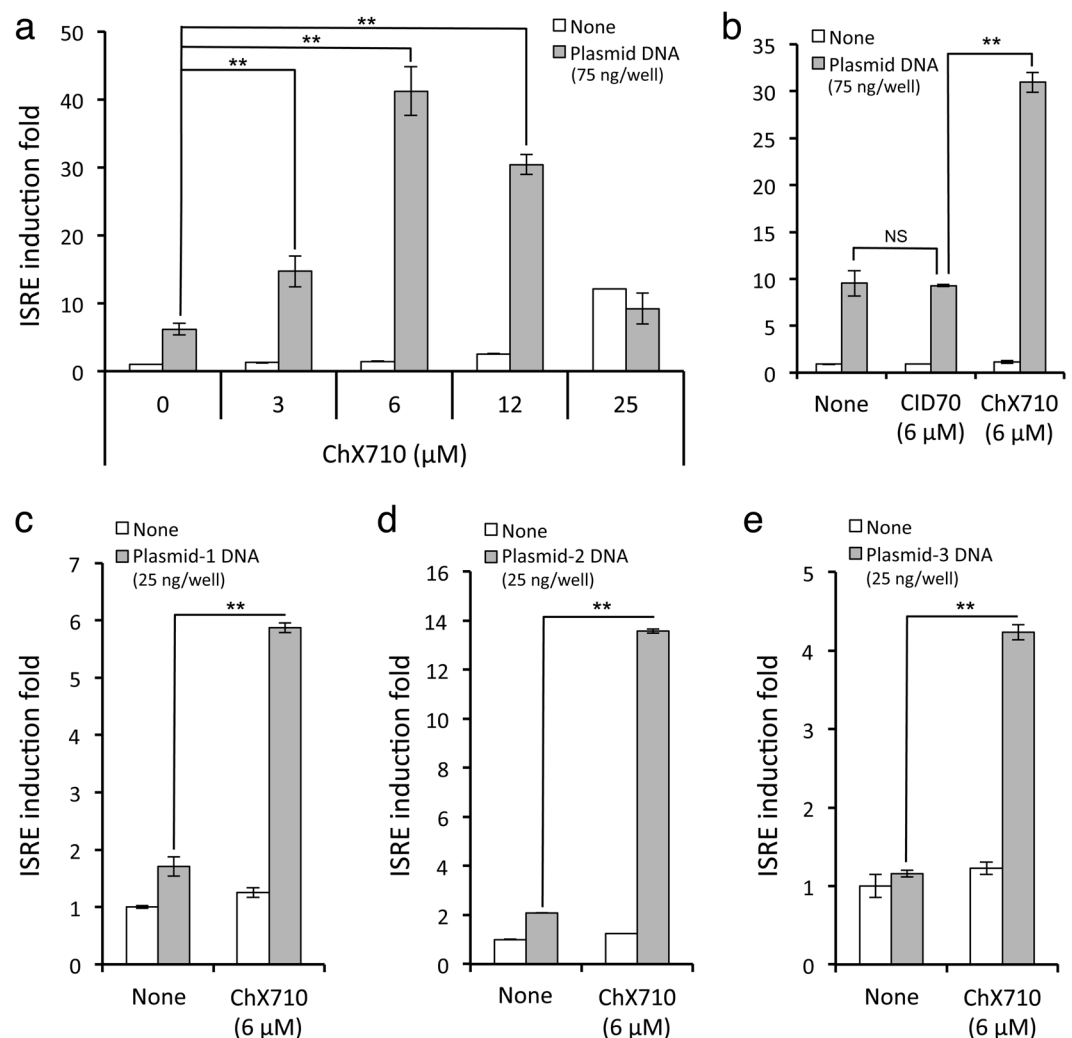 a
**
**
**
None
Plasmid DNA
(75 ng/well)
ISRE induction fold
50
40
30
20
10
0
0 3 6 12 25
ChX710 (µM)
b
None
Plasmid DNA
(75 ng/well)
**
NS
ISRE induction fold
35
30
25
20
15
10
5
0
None CID70 ChX710
(6 µM) (6 µM)
c
None
Plasmid-1 DNA
(25 ng/well)
**
ISRE induction fold
7
6
5
4
3
2
1
0
None ChX710
(6 µM)
d
None
Plasmid-2 DNA
(25 ng/well)
**
ISRE induction fold
16
14
12
10
8
6
4
2
0
None ChX710
(6 µM)
e
None
Plasmid-3 DNA
(25 ng/well)
**
ISRE induction fold
5
4
3
2
1
0
None ChX710
(6 µM)